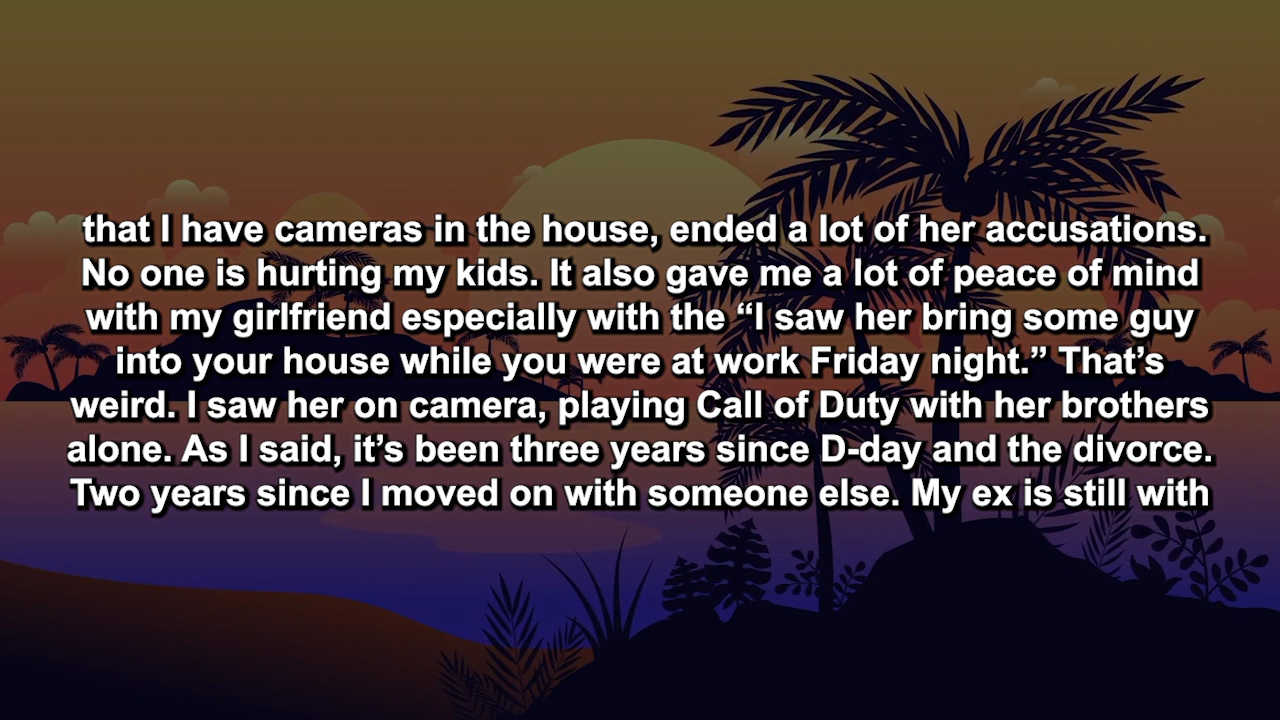 that I have cameras in the house, ended a lot of her accusations.
No one is hurting my kids. It also gave me a lot of peace of mind
with my girlfriend especially with the “I saw her bring some guy
into your house while you were at work Friday night.” That’s
weird. I saw her on camera, playing Call of Duty with her brothers
alone. As I said, it’s been three years since D-day and the divorce.
Two years since I moved on with someone else. My ex is still with